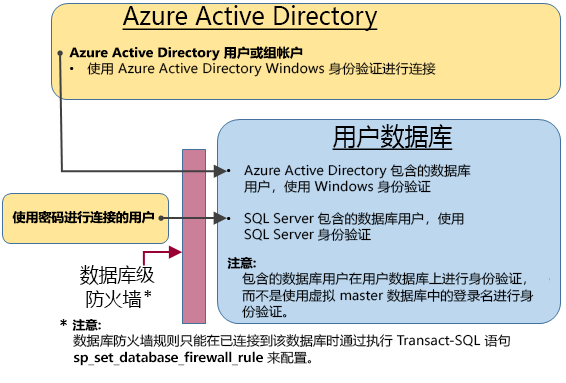 Azure Active Directory
Azure Active Directory 用户或组帐户
• 使用 Azure Active Directory Windows 身份验证进行连接
用户数据库
• Azure Active Directory 包含的数据库
用户，使用 Windows 身份验证
使用密码进行连接的用户
• SQL Server 包含的数据库用户，使用
SQL Server 身份验证
注意:
包含的数据库用户在用户数据库上进行身份验证，
而不是使用虚拟 master 数据库中的登录名进行身
份验证。
数据库级
防火墙*
* 注意:
数据库防火墙规则只能在已连接到该数据库时通过执行 Transact-SQL 语句
sp_set_database_firewall_rule 来配置。